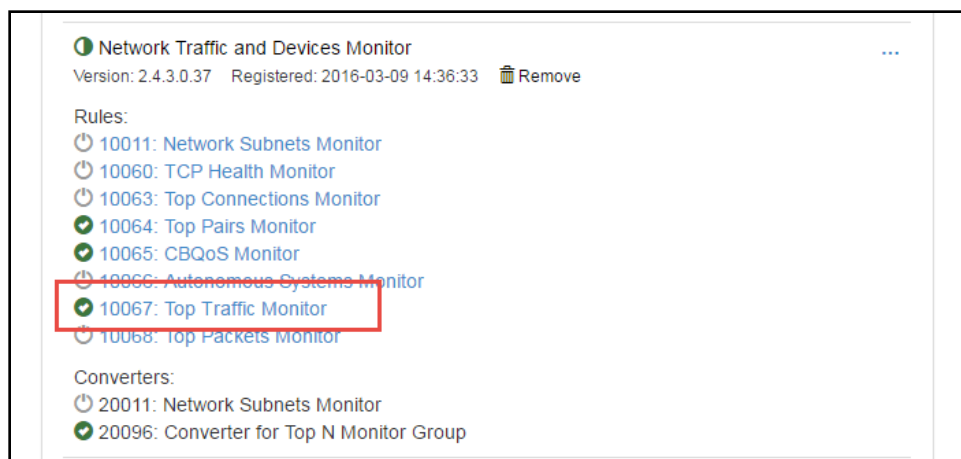 Network Traffic and Devices Monitor
...
Version: 2.4.3.0.37 Registered: 2016-03-09 14:36:33 Remove
Rules:
10011: Network Subnets Monitor
10060: TCP Health Monitor
10063: Top Connections Monitor
10064: Top Pairs Monitor
10065: CBQoS Monitor
10066: Autonomous Systems Monitor
10067: Top Traffic Monitor
10068: Top Packets Monitor
Converters:
20011: Network Subnets Monitor
20096: Converter for Top N Monitor Group